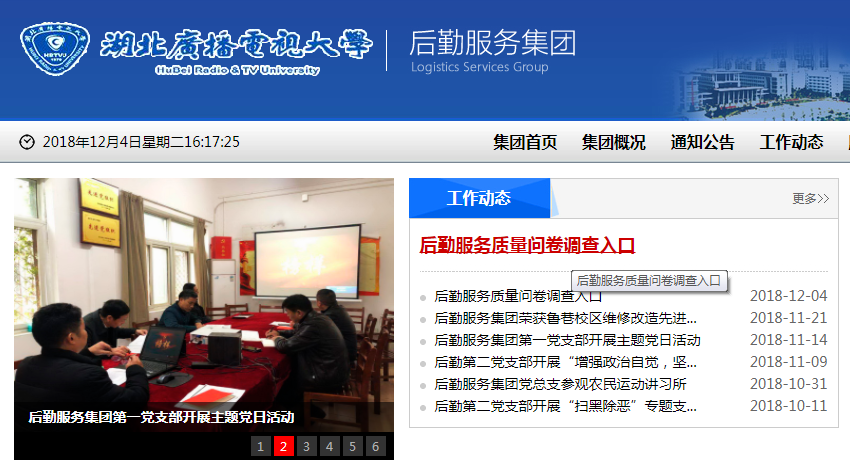 湖北廣播電視大學
HuBei Radio & TV University
HBTVU
后勤服务集团
Logistics Services Group
2018年12月4日星期二16:17:25
集团首页 集团概况 通知公告 工作动态
工作动态 更多>>
后勤服务质量问卷调查入口
后勤服务质量问卷调查入口
后勤服务质量问卷调查入口 2018-12-04
后勤服务集团荣获鲁巷校区维修改造先进... 2018-11-21
后勤服务集团第一党支部开展主题党日活动 2018-11-14
后勤第二党支部开展“增强政治自觉，坚... 2018-11-09
后勤服务集团党总支参观农民运动讲习所 2018-10-31
后勤第二党支部开展“扫黑除恶”专题支... 2018-10-11
后勤服务集团第一党支部开展主题党日活动
1 2 3 4 5 6